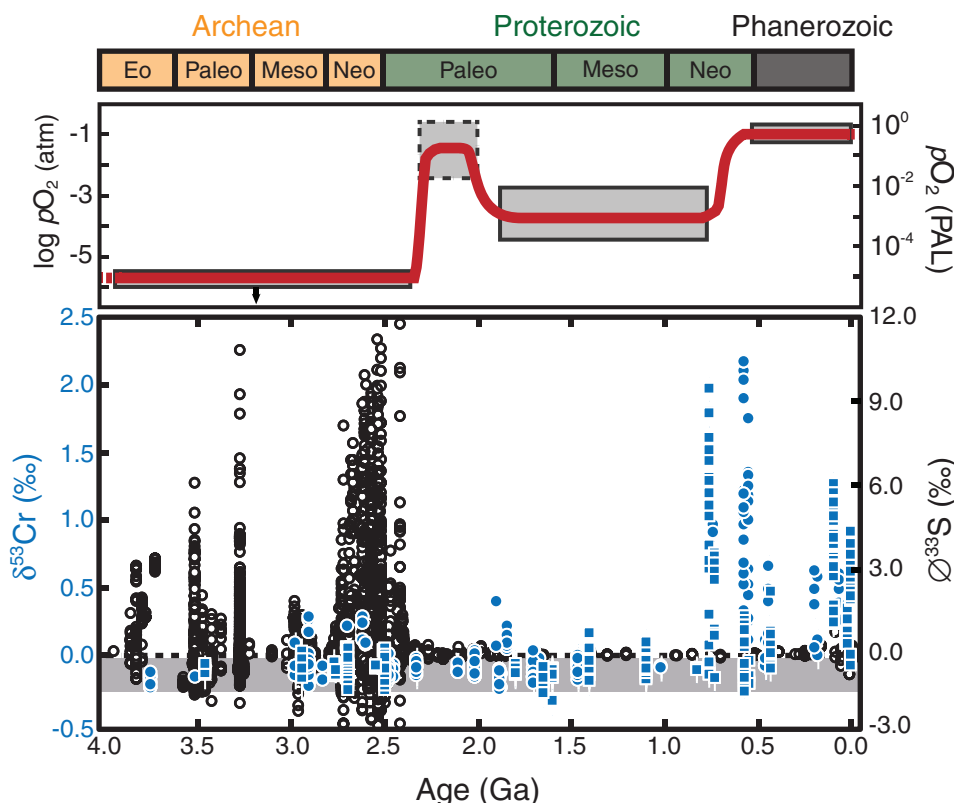 Archean Proterozoic Phanerozoic
Eo Paleo Meso Neo Paleo Meso Neo
log pO2 (atm)
-1
-3
-5
10^0
10^-2
10^-4
pO2 (PAL)
δ53Cr (‰)
2.5
2.0
1.5
1.0
0.5
0.0
-0.5
12.0
9.0
6.0
3.0
0.0
-3.0
Ø33S (‰)
4.0 3.5 3.0 2.5 2.0 1.5 1.0 0.5 0.0
Age (Ga)